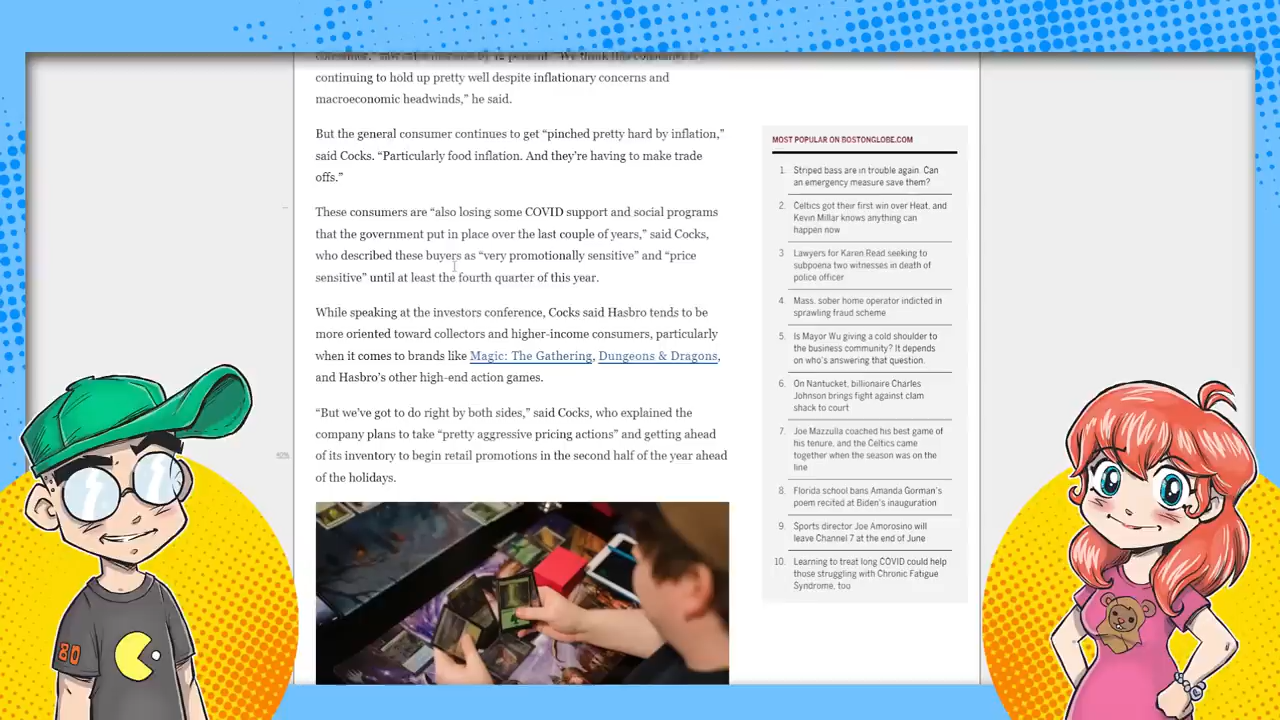 continuing to hold up pretty well despite inflationary concerns and
macroeconomic headwinds,” he said.
But the general consumer continues to get “pinched pretty hard by inflation,”
said Cocks. “Particularly food inflation. And they’re having to make trade
offs.”
These consumers are “also losing some COVID support and social programs
that the government put in place over the last couple of years,” said Cocks,
who described these buyers as “very promotionally sensitive” and “price
sensitive” until at least the fourth quarter of this year.
While speaking at the investors conference, Cocks said Hasbro tends to be
more oriented toward collectors and higher-income consumers, particularly
when it comes to brands like Magic: The Gathering, Dungeons & Dragons,
and Hasbro’s other high-end action games.
“But we’ve got to do right by both sides,” said Cocks, who explained the
company plans to take “pretty aggressive pricing actions” and getting ahead
of its inventory to begin retail promotions in the second half of the year ahead
of the holidays.
MOST POPULAR ON BOSTONGLOBE.COM
1. Striped bass are in trouble again. Can
an emergency measure save them?
2. Celtics got their first win over Heat, and
Kevin Millar knows anything can
happen now
3 Lawyers for Karen Read seeking to
subpoena two witnesses in death of
police officer
4. Mass. sober home operator indicted in
sprawling fraud scheme
5. Is Mayor Wu giving a cold shoulder to
the business community? It depends
on who’s answering that question.
6. On Nantucket, billionaire Charles
Johnson brings fight against clam
shack to court
7. Joe Mazzulla coached his best game of
his tenure, and the Celtics came
together when the season was on the
line
8. Florida school bans Amanda Gorman’s
poem recited at Biden’s inauguration
9. Sports director Joe Amorosino will
leave Channel 7 at the end of June
10. Learning to treat long COVID could help
those struggling with Chronic Fatigue
Syndrome, too
80